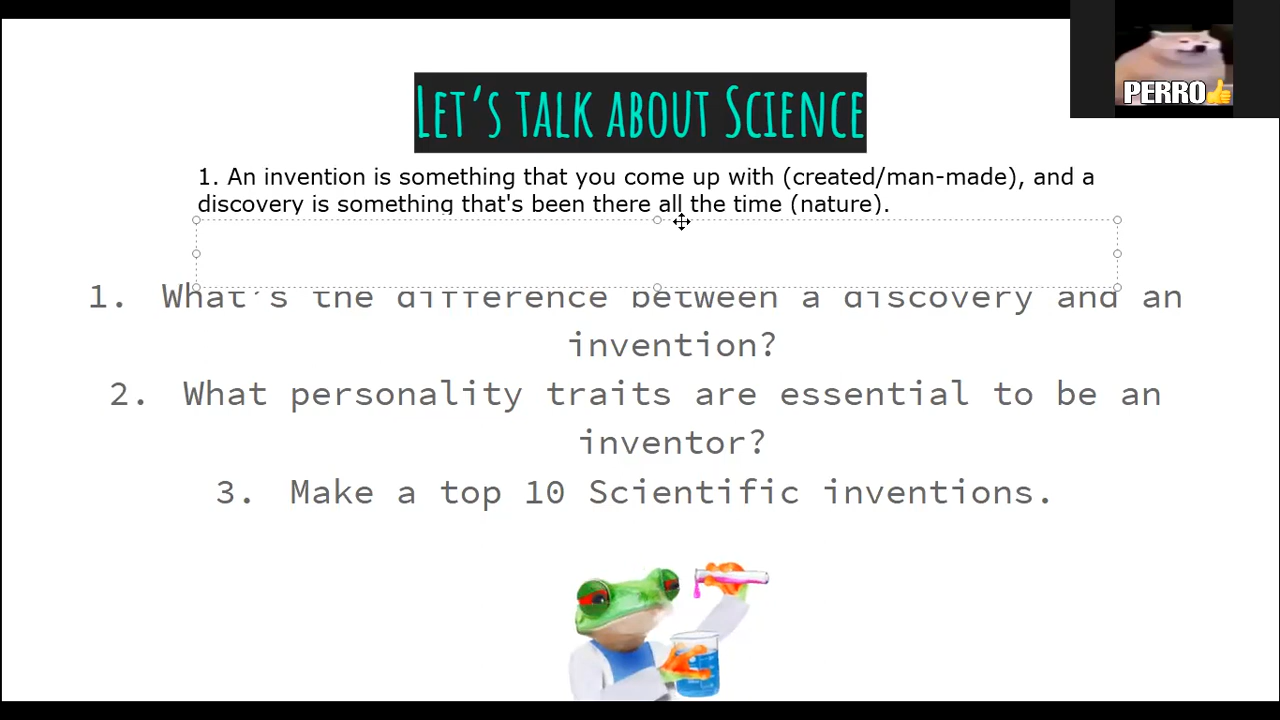 PERRO
Let's talk about Science
1. An invention is something that you come up with (created/man-made), and a
discovery is something that's been there all the time (nature).
1. What's the difference between a discovery and an
invention?
2. What personality traits are essential to be an
inventor?
3. Make a top 10 Scientific inventions.